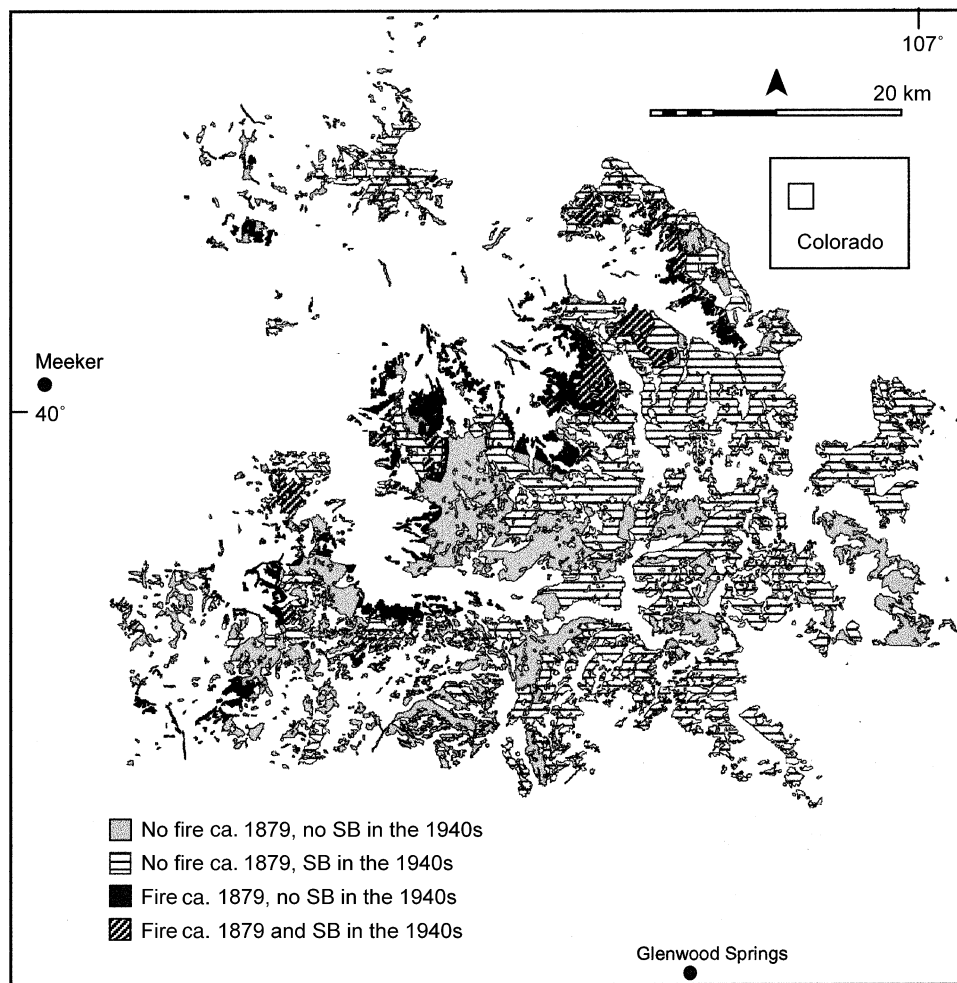 107°
20 km
Colorado
Meeker
40°
No fire ca. 1879, no SB in the 1940s
No fire ca. 1879, SB in the 1940s
Fire ca. 1879, no SB in the 1940s
Fire ca. 1879 and SB in the 1940s
Glenwood Springs